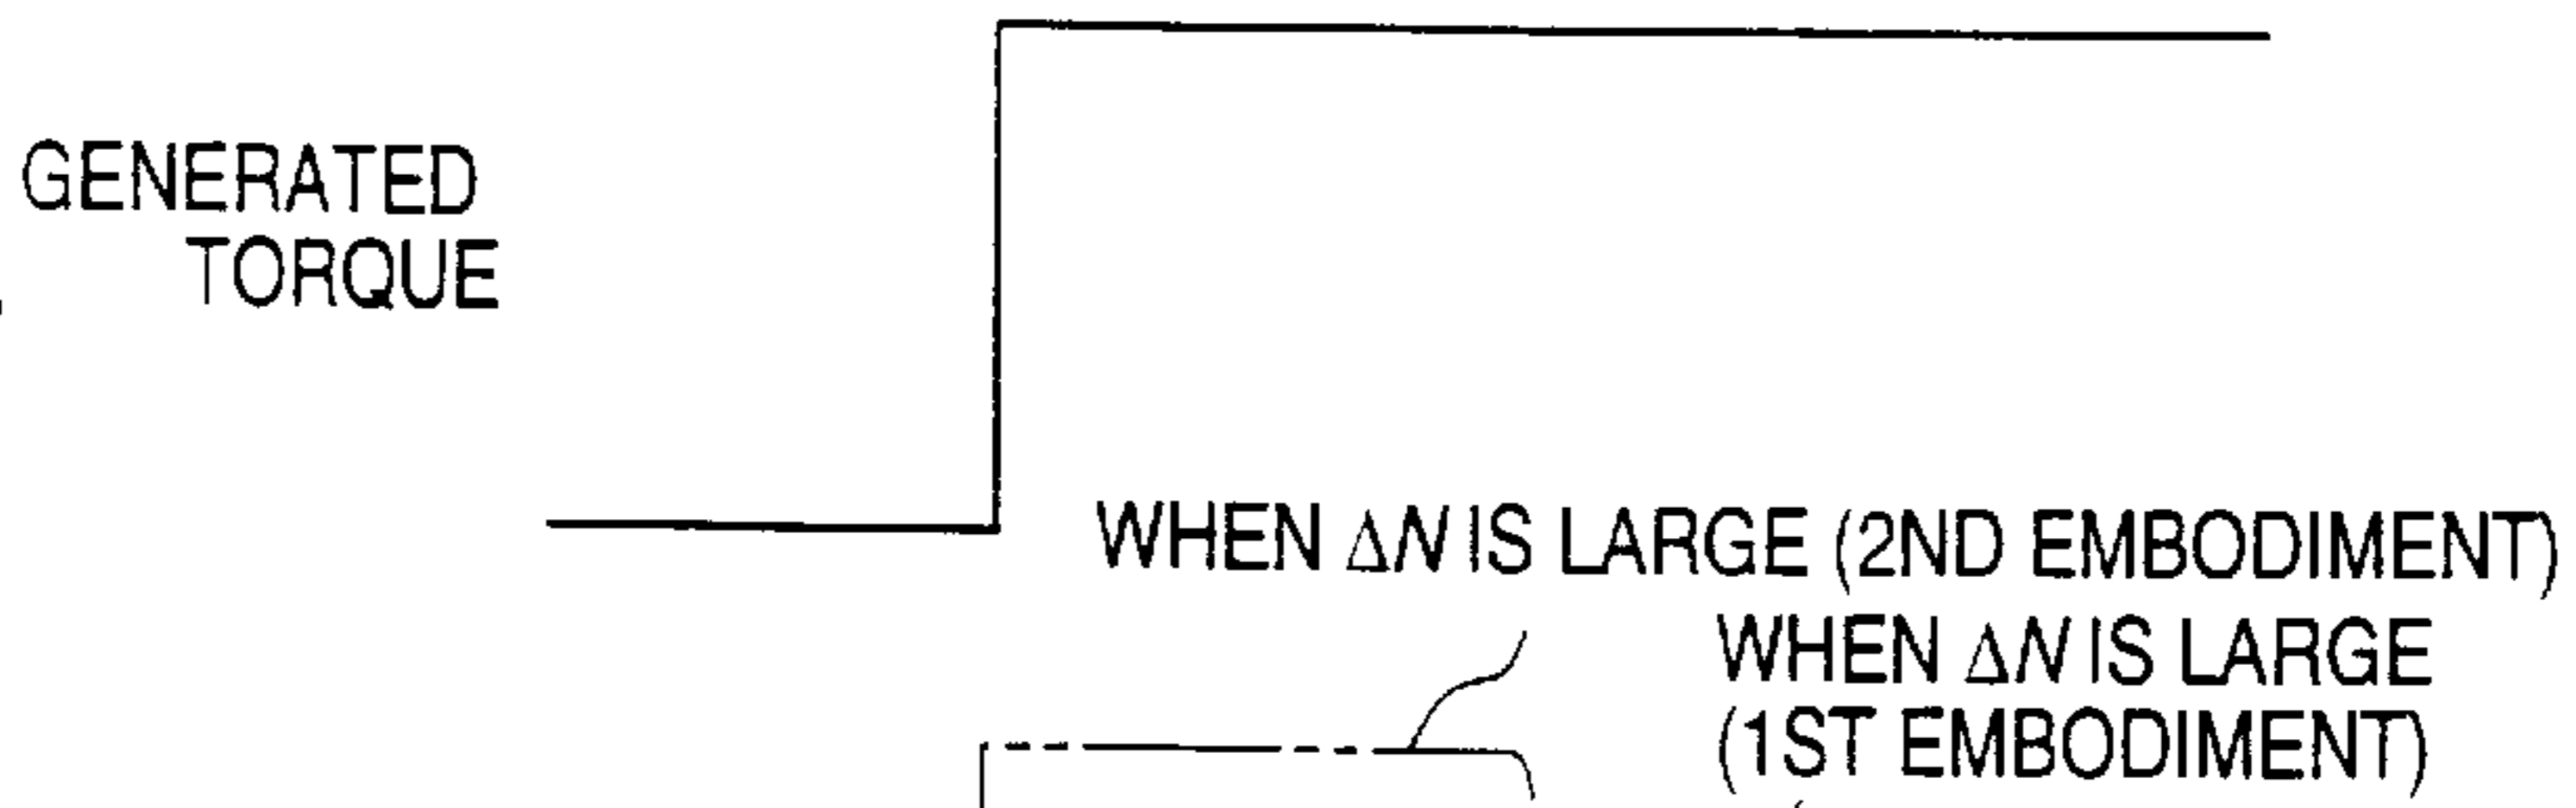 GENERATED
TORQUE
WHEN ΔN IS LARGE (2ND EMBODIMENT)
WHEN ΔN IS LARGE
(1ST EMBODIMENT)